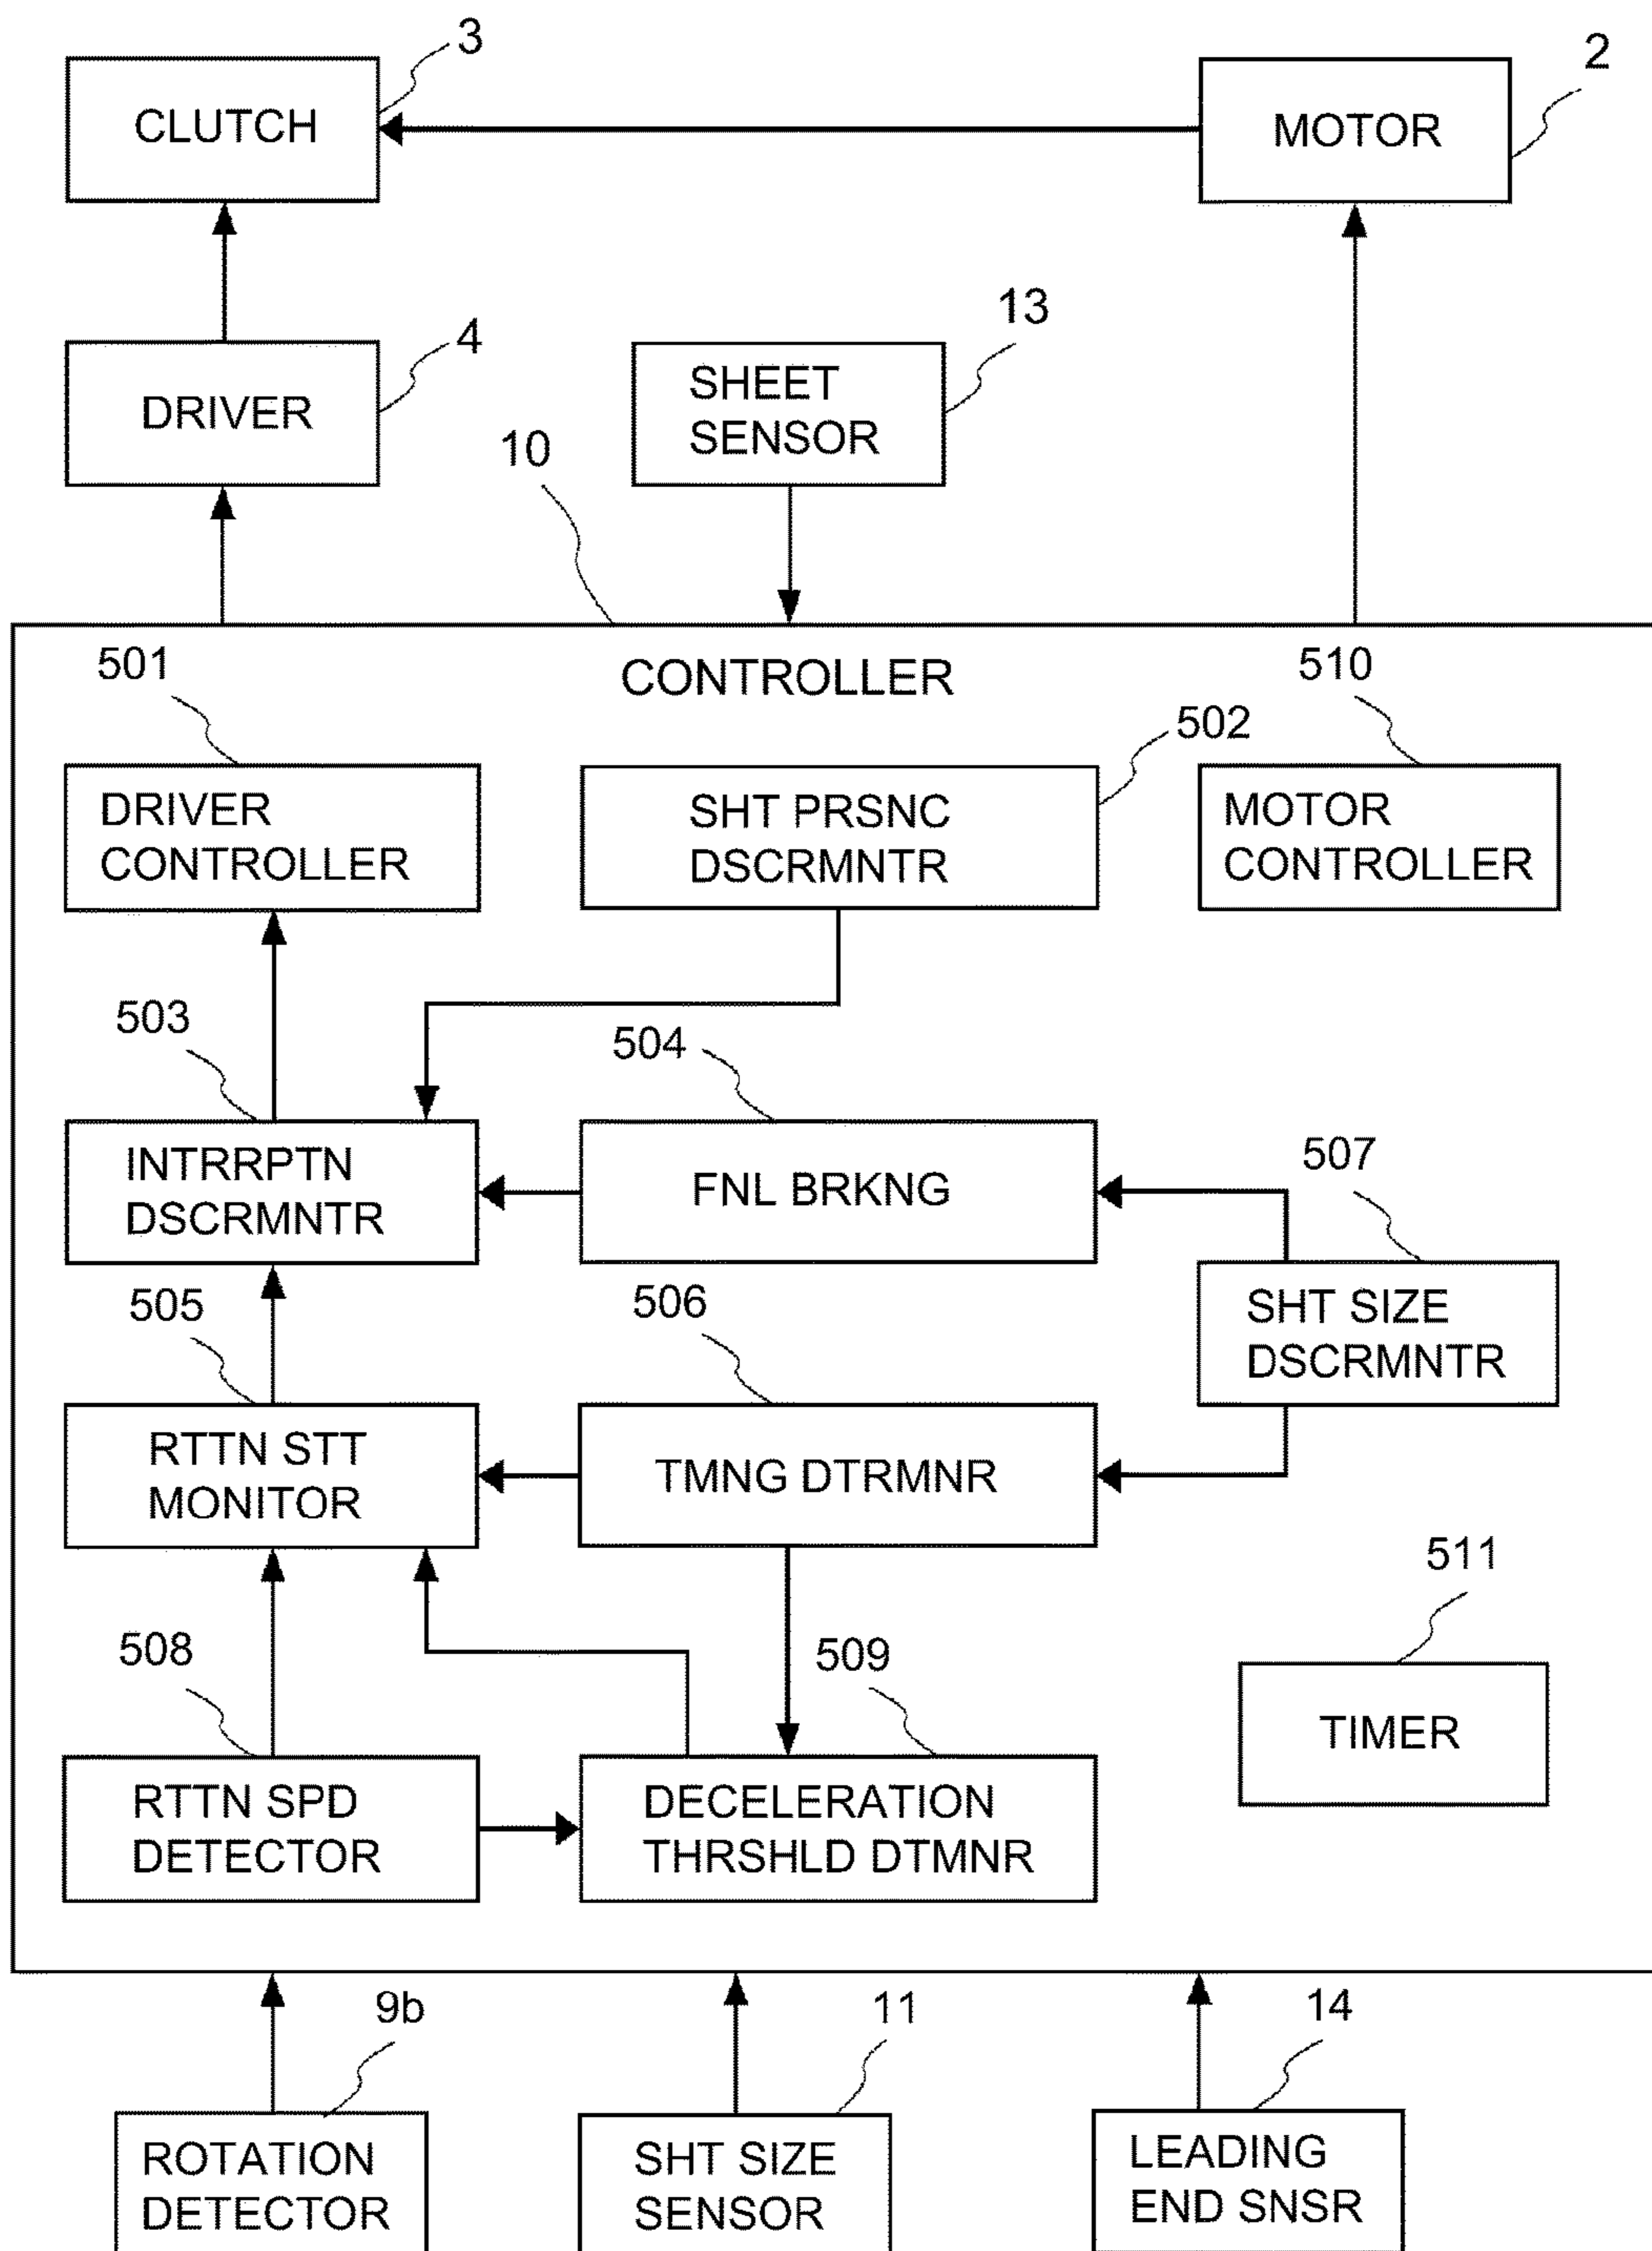 3
2
CLUTCH
MOTOR
4
13
DRIVER
SHEET
SENSOR
10
CONTROLLER
501
510
502
DRIVER
CONTROLLER
SHT PRSNC
DSCRMNTR
MOTOR
CONTROLLER
503
504
INTRRPTN
DSCRMNTR
FNL BRKNG
507
SHT SIZE
DSCRMNTR
505
506
RTTN STT
MONITOR
TMNG DTRMNR
511
508
509
TIMER
RTTN SPD
DETECTOR
DECELERATION
THRSHLD DTMNR
9b
11
14
ROTATION
DETECTOR
SHT SIZE
SENSOR
LEADING
END SNSR